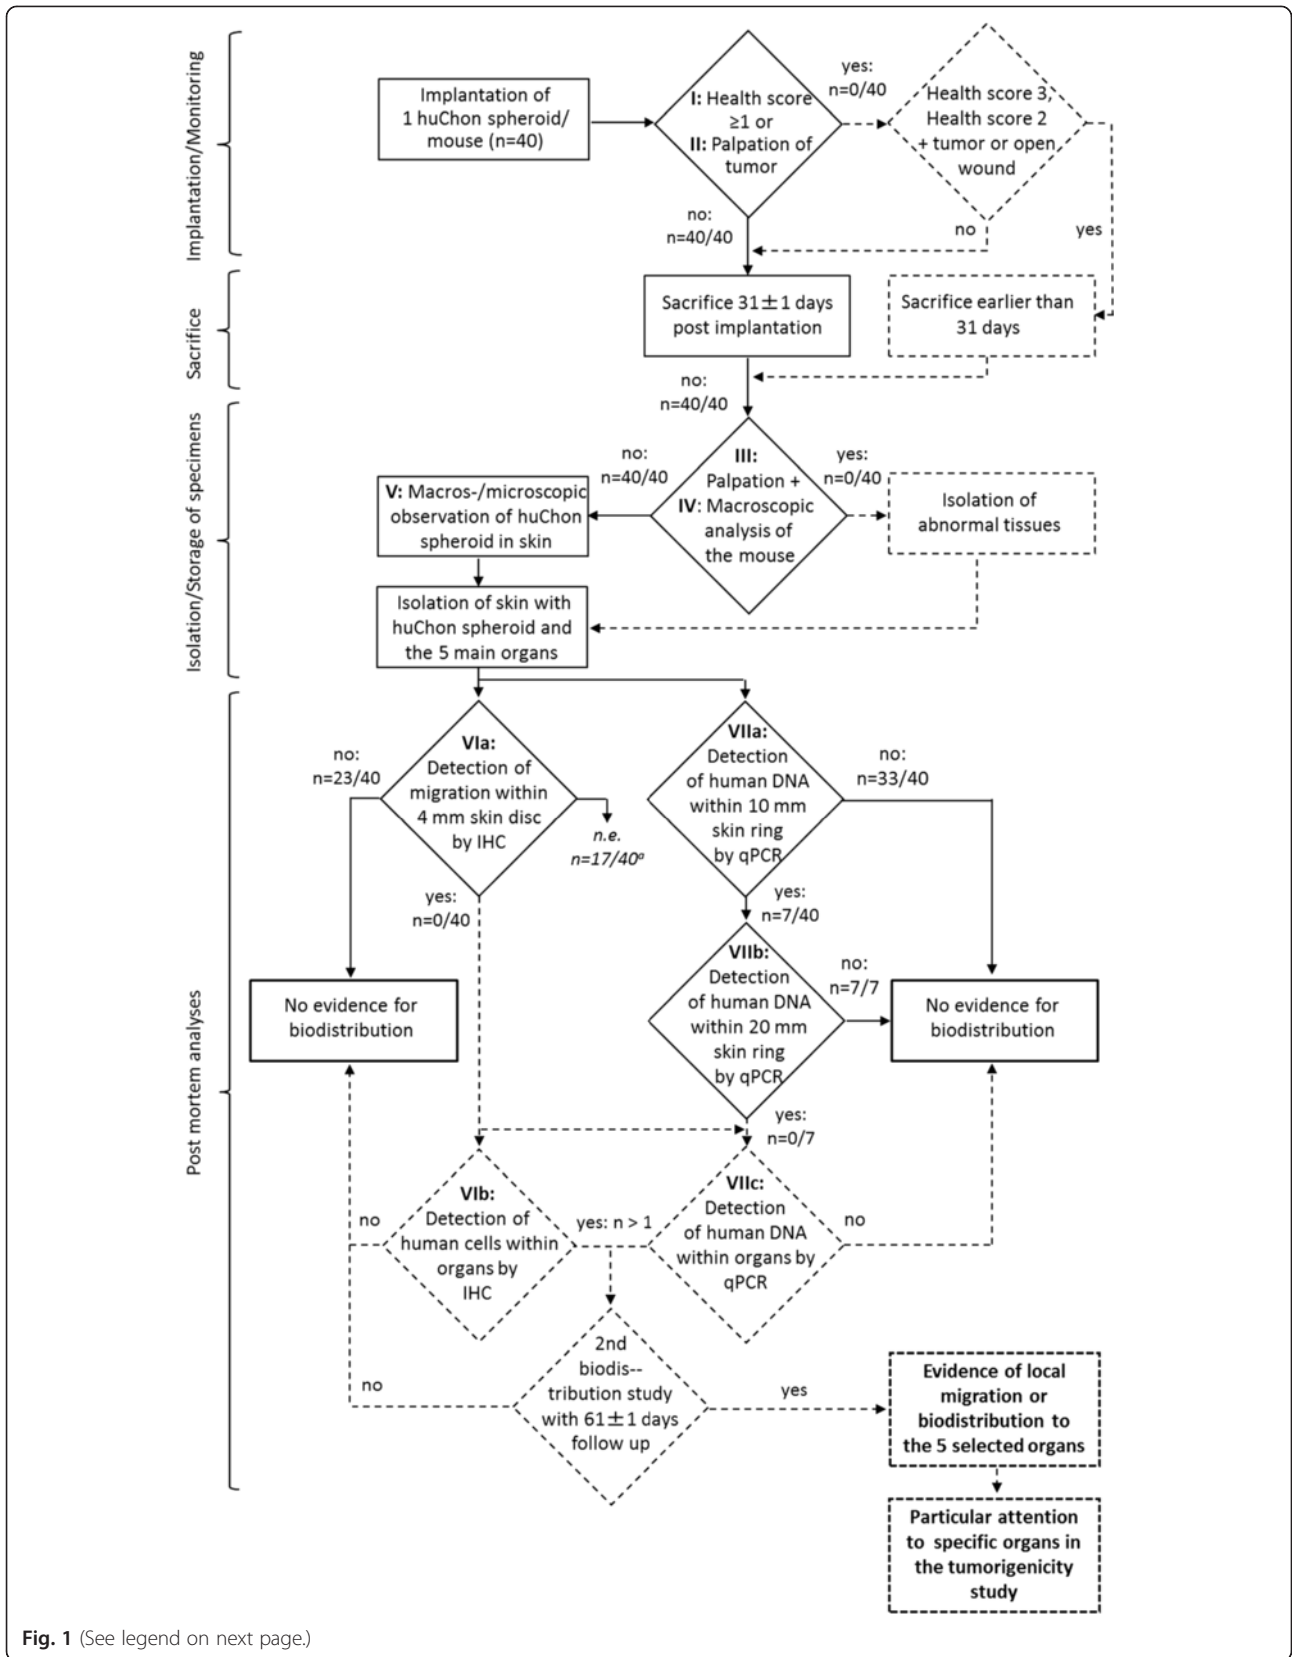 Implantation/Monitoring
Implantation of
1 huChon spheroid/
mouse (n=40)
I: Health score
≥1 or
II: Palpation of
tumor
yes:
n=0/40
Health score 3,
Health score 2
+ tumor or open
wound
no:
n=40/40
no
yes
Sacrifice
Sacrifice 31±1 days
post implantation
Sacrifice earlier than
31 days
no:
n=40/40
Isolation/Storage of specimens
III:
Palpation +
IV: Macroscopic
analysis of
the mouse
no:
n=40/40
yes:
n=0/40
V: Macros-/microscopic
observation of huChon
spheroid in skin
Isolation of
abnormal tissues
Isolation of skin with
huChon spheroid and
the 5 main organs
Post mortem analyses
VIa:
Detection of
migration within
4 mm skin disc
by IHC
no:
n=23/40
n.e.
n=17/40a
yes:
n=0/40
VIIa:
Detection
of human DNA
within 10 mm
skin ring
by qPCR
no:
n=33/40
yes:
n=7/40
No evidence for
biodistribution
VIIb:
Detection
of human DNA
within 20 mm
skin ring
by qPCR
no:
n=7/7
No evidence for
biodistribution
yes:
n=0/7
VIb:
Detection of
human cells within
organs by
IHC
no
yes: n > 1
VIIc:
Detection
of human DNA
within organs by
qPCR
no
2nd
biodis--
tribution study
with 61±1 days
follow up
no
yes
Evidence of local
migration or
biodistribution to
the 5 selected organs
Particular attention
to specific organs in
the tumorigenicity
study
Fig. 1 (See legend on next page.)